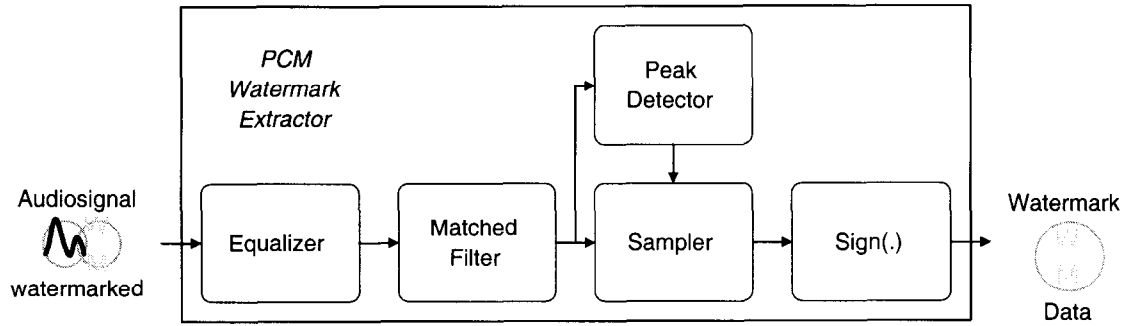 PCM
Watermark
Extractor
Peak
Detector
Audiosignal
watermarked
Equalizer
Matched
Filter
Sampler
Sign(.)
Watermark
W
M
Data